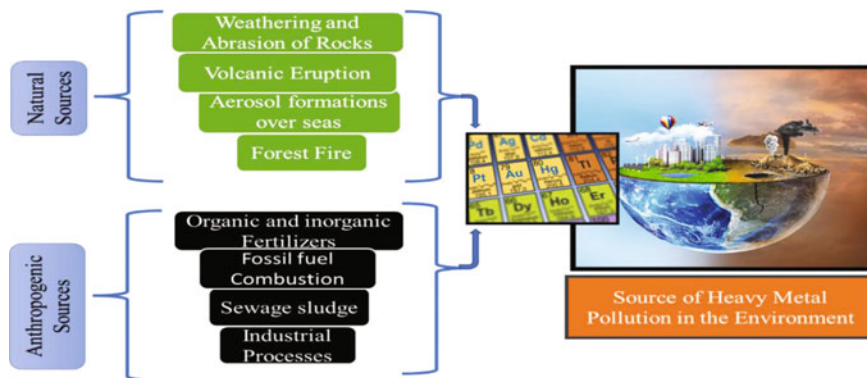 Natural
Sources
Weathering and
Abrasion of Rocks
Volcanic Eruption
Aerosol formations
over seas
Forest Fire
Anthropogenic
Sources
Organic and inorganic
Fertilizers
Fossil fuel
Combustion
Sewage sludge
Industrial
Processes
Pd Ag Cd
Pt Au Hg Tl
Tb Dy Ho Er
Source of Heavy Metal
Pollution in the Environment